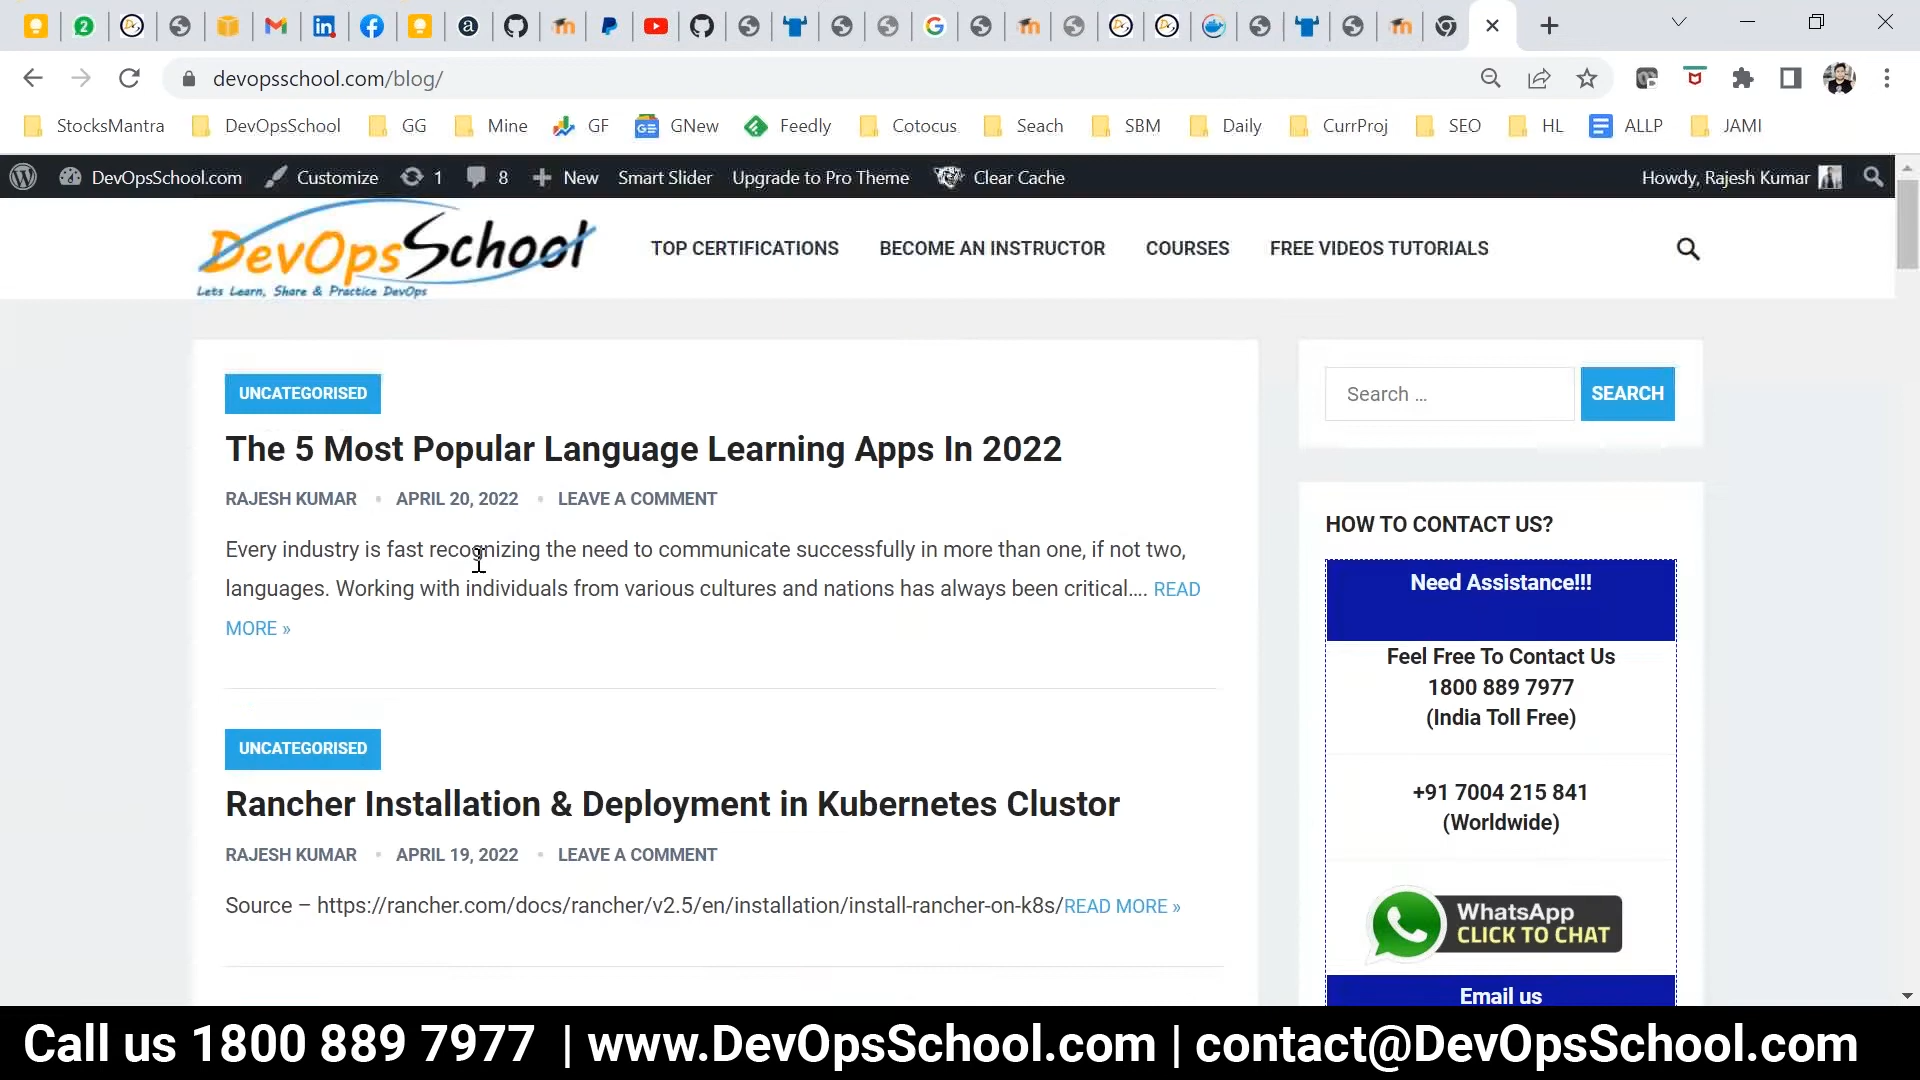 2
devopsschool.com/blog/
StocksMantra DevOpsSchool GG Mine GF GNew Feedly Cotocus Seach SBM Daily CurrProj SEO HL ALLP JAMI
DevOpsSchool.com Customize 1 8 New Smart Slider Upgrade to Pro Theme Clear Cache Howdy, Rajesh Kumar
DevOpsSchool
Lets Learn, Share & Practice DevOps
TOP CERTIFICATIONS BECOME AN INSTRUCTOR COURSES FREE VIDEOS TUTORIALS
UNCATEGORISED
The 5 Most Popular Language Learning Apps In 2022
RAJESH KUMAR • APRIL 20, 2022 • LEAVE A COMMENT
Every industry is fast recognizing the need to communicate successfully in more than one, if not two,
languages. Working with individuals from various cultures and nations has always been critical.... READ
MORE »
UNCATEGORISED
Rancher Installation & Deployment in Kubernetes Clustor
RAJESH KUMAR • APRIL 19, 2022 • LEAVE A COMMENT
Source – https://rancher.com/docs/rancher/v2.5/en/installation/install-rancher-on-k8s/READ MORE »
Search ...
SEARCH
HOW TO CONTACT US?
Need Assistance!!!
Feel Free To Contact Us
1800 889 7977
(India Toll Free)
+91 7004 215 841
(Worldwide)
WhatsApp
CLICK TO CHAT
Email us
Call us 1800 889 7977 | www.DevOpsSchool.com | contact@DevOpsSchool.com